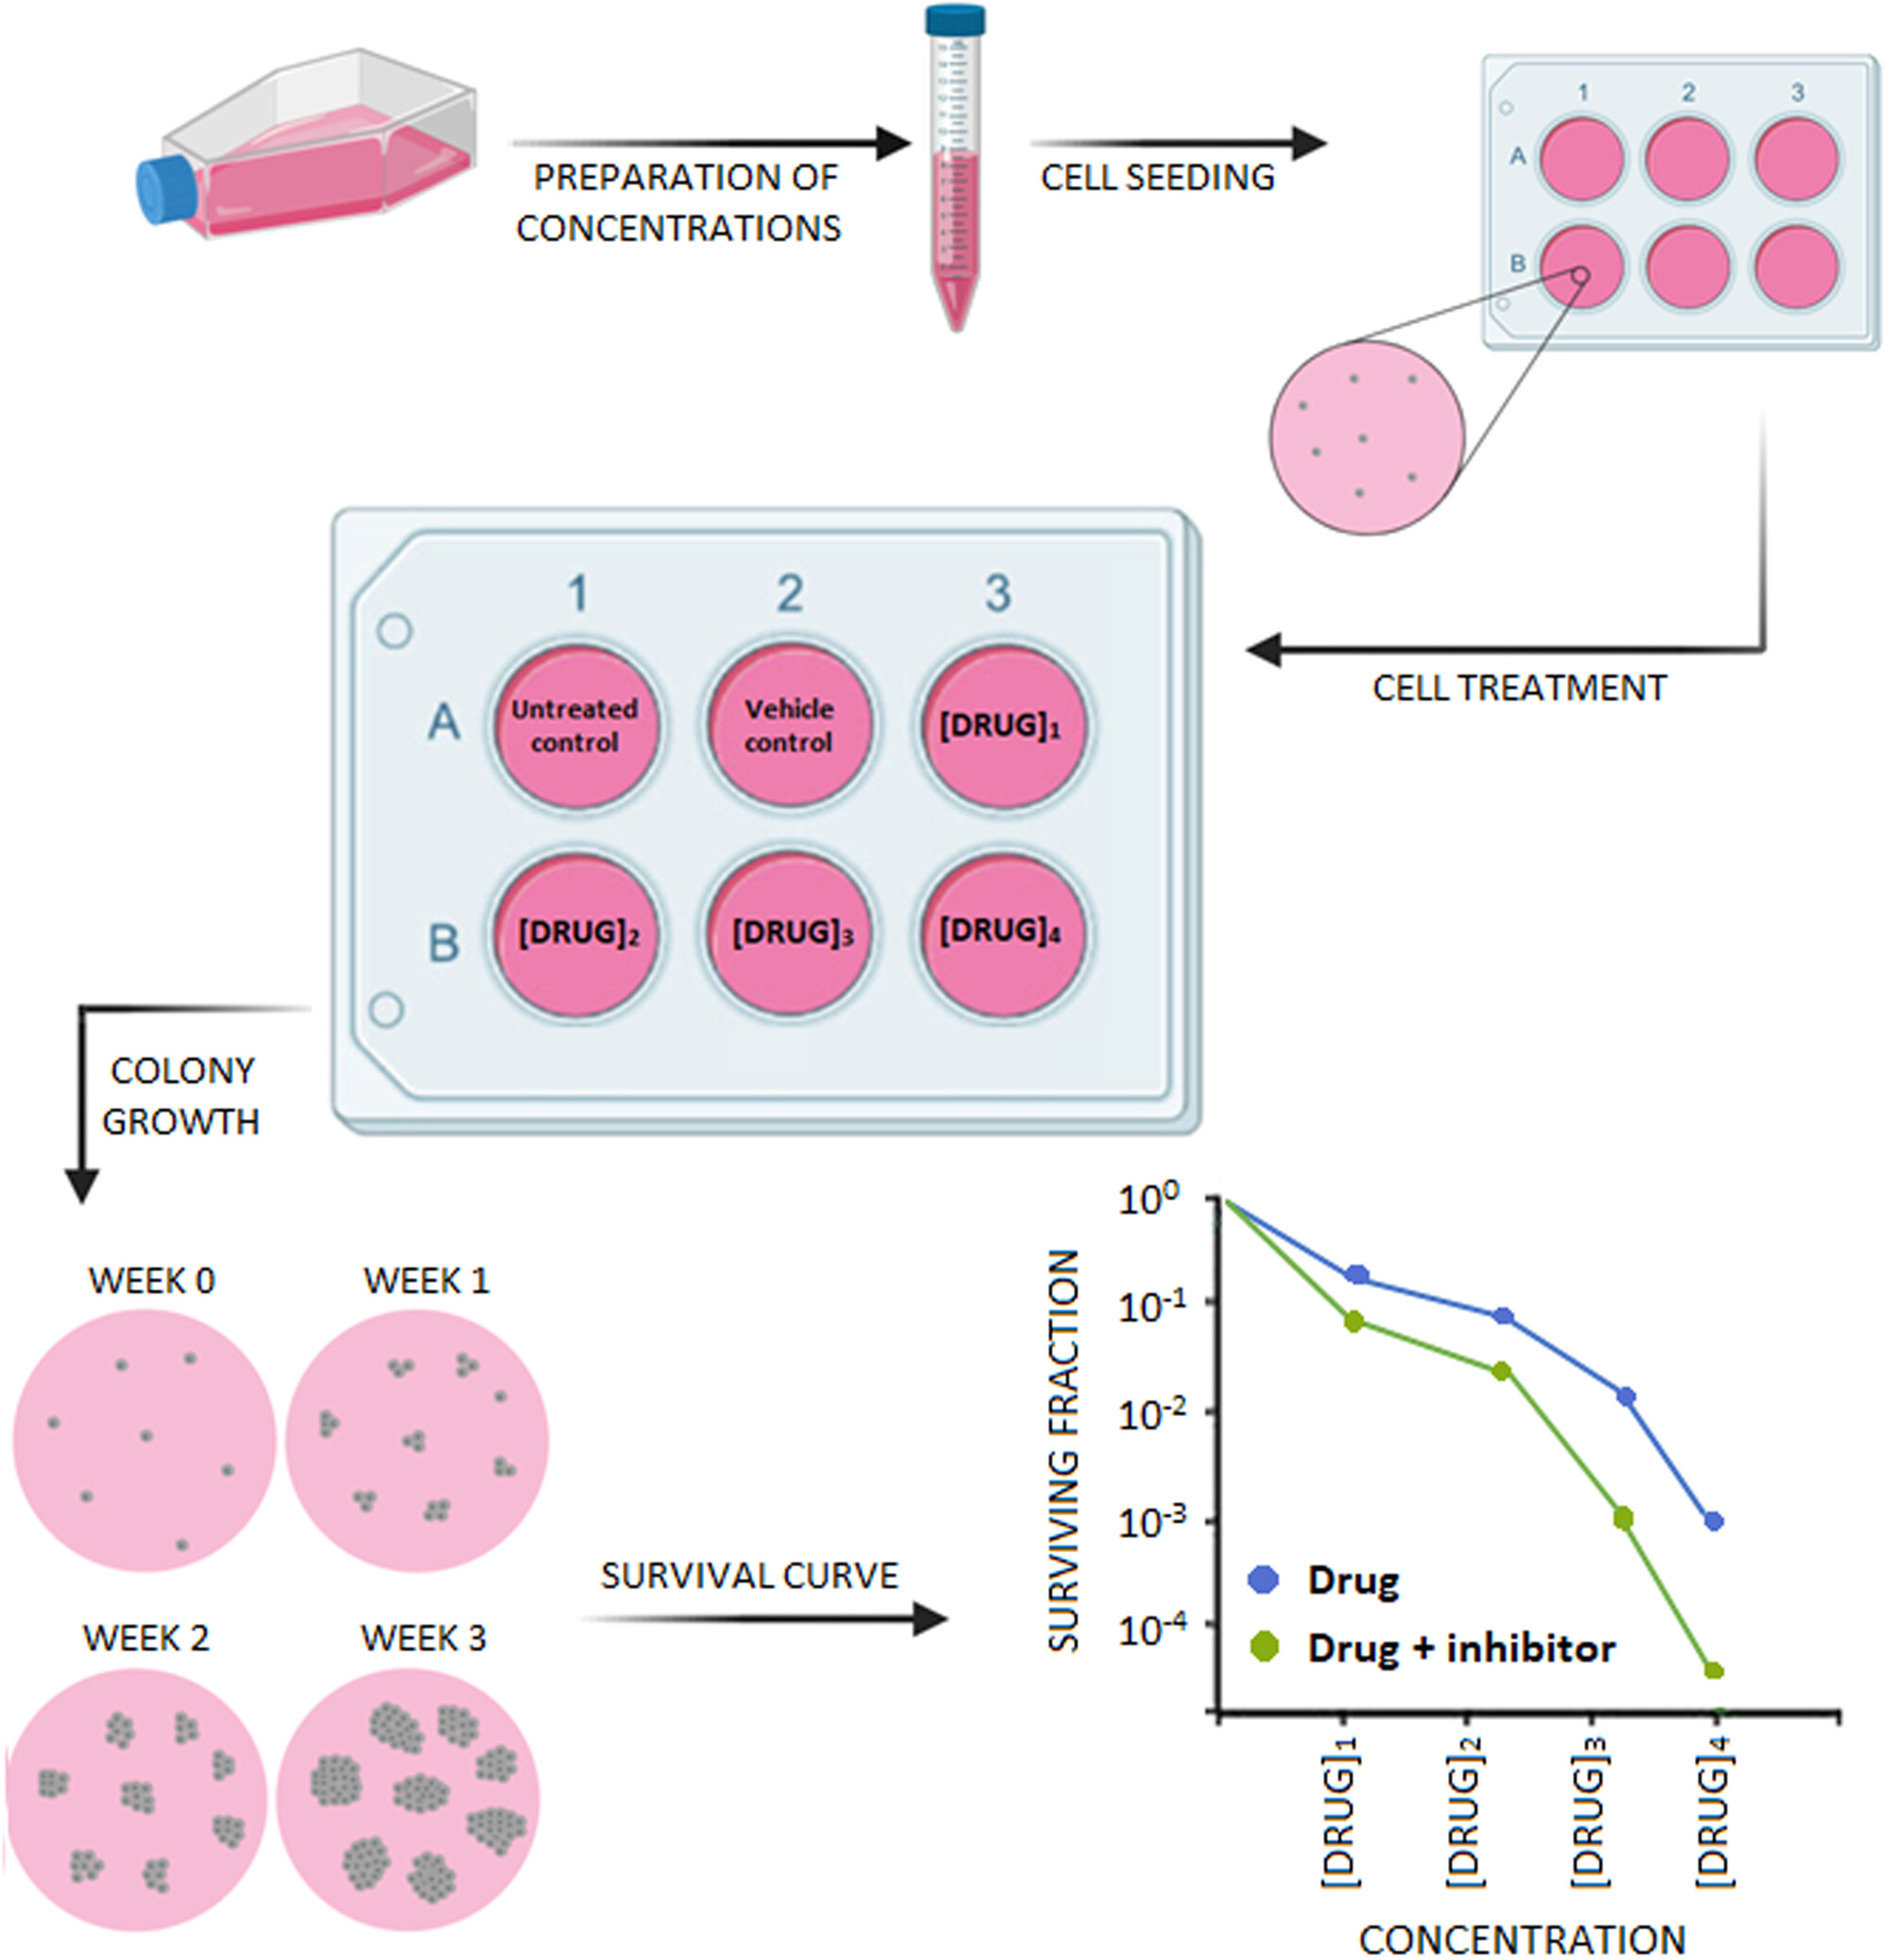 PREPARATION OF
CONCENTRATIONS
CELL SEEDING
1 2 3
A
B
CELL TREATMENT
1 2 3
A
Untreated
control
Vehicle
control
[DRUG]₁
B
[DRUG]₂
[DRUG]₃
[DRUG]₄
COLONY
GROWTH
WEEK 0
WEEK 1
WEEK 2
WEEK 3
SURVIVAL CURVE
SURVIVING FRACTION
10⁰
10⁻¹
10⁻²
10⁻³
10⁻⁴
Drug
Drug + inhibitor
[DRUG]₁
[DRUG]₂
[DRUG]₃
[DRUG]₄
CONCENTRATION